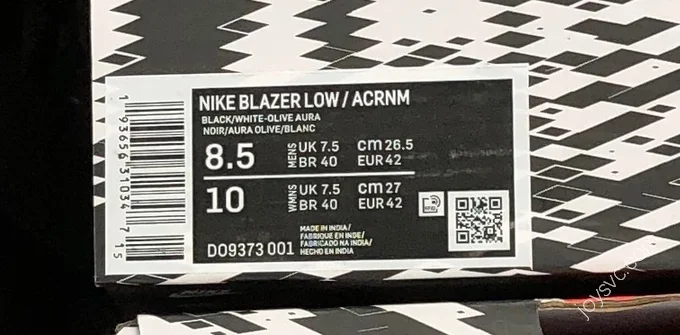 NIKE BLAZER LOW / ACRNM
BLACK/WHITE-OLIVE AURA
NOIR/AURA OLIVE/BLANC
8.5 MENS UK 7.5 cm 26.5
BR 40 EUR 42
10 WMNS UK 7.5 cm 27
BR 40 EUR 42
MADE IN INDIA/
FABRIQUE EN INDE/
FABRICADO NA INDIA/
HECHO EN INDIA
DO9373 001
1 93656 31034 7 15